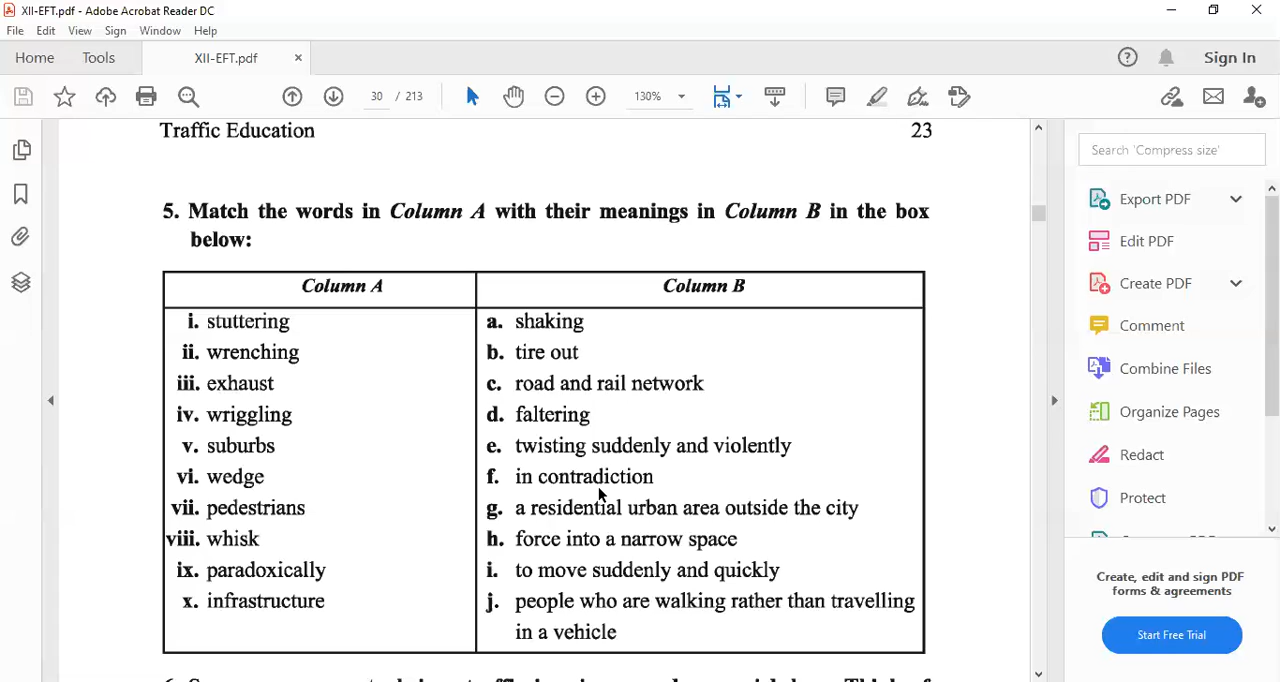 XII-EFT.pdf - Adobe Acrobat Reader DC
File Edit View Sign Window Help
Home Tools XII-EFT.pdf × Sign In
30 / 213 130%
Traffic Education 23
5. Match the words in Column A with their meanings in Column B in the box
below:
Column A Column B
i. stuttering a. shaking
ii. wrenching b. tire out
iii. exhaust c. road and rail network
iv. wriggling d. faltering
v. suburbs e. twisting suddenly and violently
vi. wedge f. in contradiction
vii. pedestrians g. a residential urban area outside the city
viii. whisk h. force into a narrow space
ix. paradoxically i. to move suddenly and quickly
x. infrastructure j. people who are walking rather than travelling
in a vehicle
Search 'Compress size'
Export PDF
Edit PDF
Create PDF
Comment
Combine Files
Organize Pages
Redact
Protect
Create, edit and sign PDF
forms & agreements
Start Free Trial